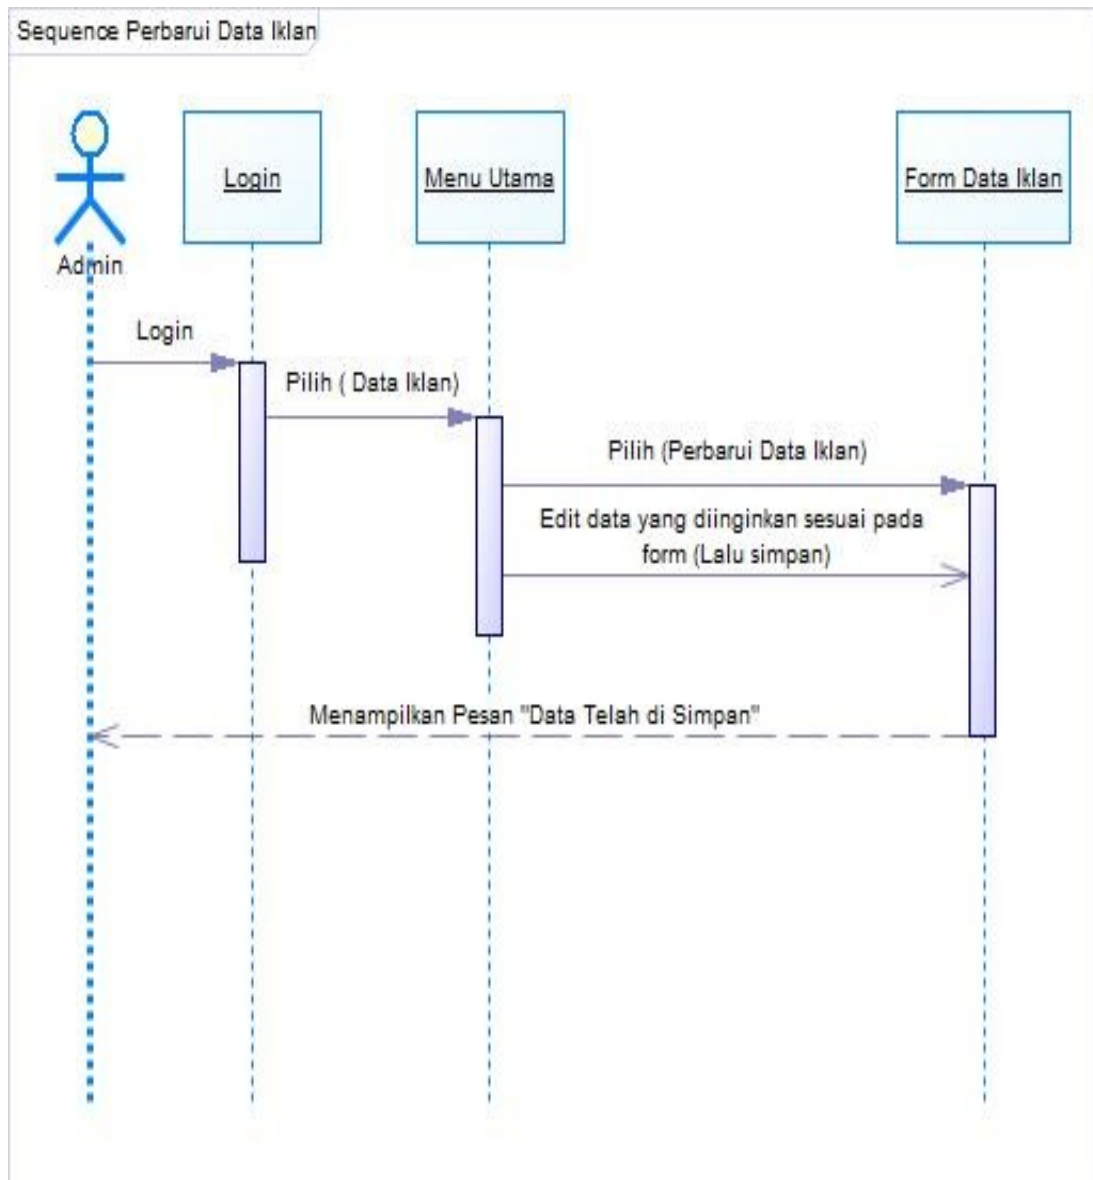 Sequence Perbarui Data Iklan
Login
Menu Utama
Form Data Iklan
Admin
Login
Pilih ( Data Iklan)
Pilih (Perbarui Data Iklan)
Edit data yang diinginkan sesuai pada
form (Lalu simpan)
Menampilkan Pesan "Data Telah di Simpan"